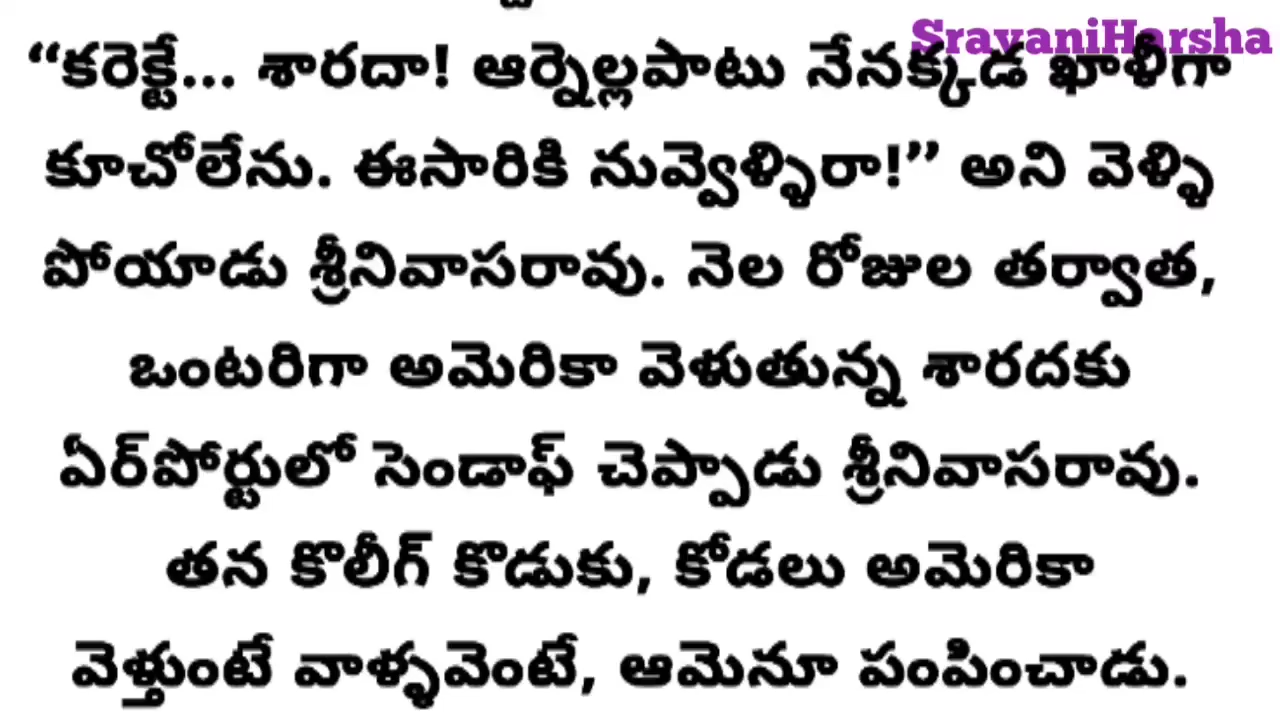 SravaniHarsha
“కరెక్టే... శారదా! ఆర్నెల్లపాటు నేనక్కడ ఖాళీగా
కూచోలేను. ఈసారికి నువ్వెళ్ళిరా!” అని వెళ్ళి
పోయాడు శ్రీనివాసరావు. నెల రోజుల తర్వాత,
ఒంటరిగా అమెరికా వెళుతున్న శారదకు
ఏర్‌పోర్టులో సెండాఫ్ చెప్పాడు శ్రీనివాసరావు.
తన కొలీగ్ కొడుకు, కోడలు అమెరికా
వెళ్తుంటే వాళ్ళవెంటే, ఆమెనూ పంపించాడు.